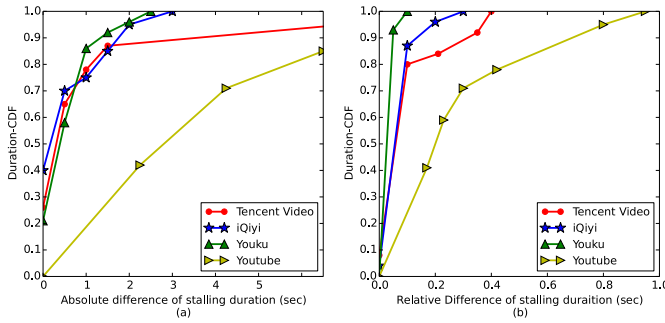 1.0
0.9
0.8
0.7
0.6
0.5
0.4
0.3
0.2
0.1
0.0
Duration-CDF
Tencent Video
iQiyi
Youku
Youtube
0 1 2 3 4 5
Absolute difference of stalling duration (sec)
(a)
1.0
0.9
0.8
0.7
0.6
0.5
0.4
0.3
0.2
0.1
0.0
Duration-CDF
Tencent Video
iQiyi
Youku
Youtube
0.0 0.2 0.4 0.6 0.8 1.0
Relative Difference of stalling duraitiion (sec)
(b)